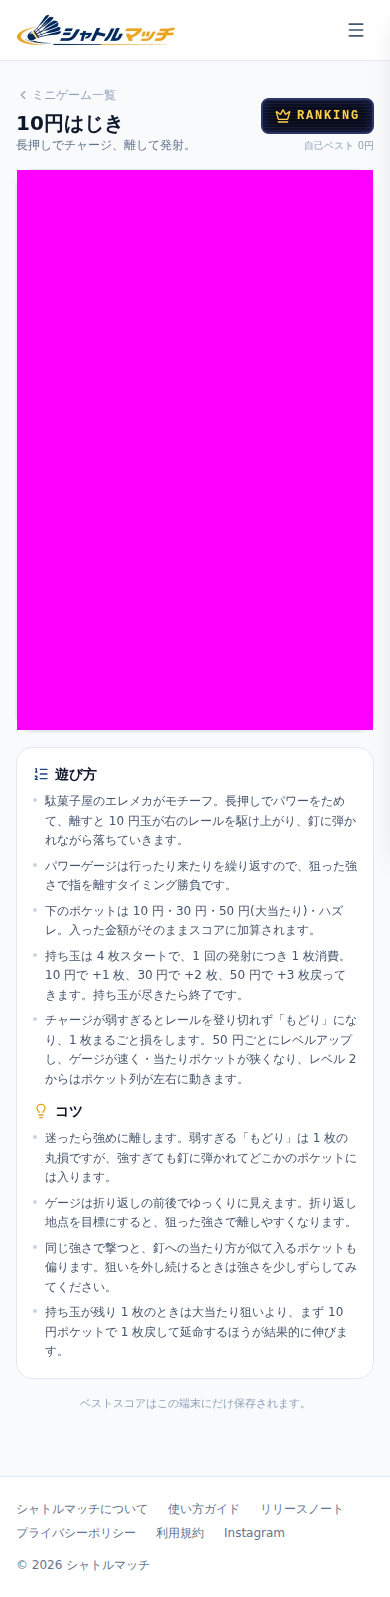 シャトルマッチ
ミニゲーム一覧
10円はじき
長押しでチャージ、離して発射。
RANKING
自己ベスト 0円
遊び方
駄菓子屋のエレメカがモチーフ。長押しでパワーをため
て、離すと 10 円玉が右のレールを駆け上がり、釘に弾か
れながら落ちていきます。
パワーゲージは行ったり来たりを繰り返すので、狙った強
さで指を離すタイミング勝負です。
下のポケットは 10 円・30 円・50 円(大当たり)・ハズ
レ。入った金額がそのままスコアに加算されます。
持ち玉は 4 枚スタートで、1 回の発射につき 1 枚消費。
10 円で +1 枚、30 円で +2 枚、50 円で +3 枚戻って
きます。持ち玉が尽きたら終了です。
チャージが弱すぎるとレールを登り切れず「もどり」にな
り、1 枚まるごと損をします。50 円ごとにレベルアップ
し、ゲージが速く・当たりポケットが狭くなり、レベル 2
からはポケット列が左右に動きます。
コツ
迷ったら強めに離します。弱すぎる「もどり」は 1 枚の
丸損ですが、強すぎても釘に弾かれてどこかのポケットに
は入ります。
ゲージは折り返しの前後でゆっくりに見えます。折り返し
地点を目標にすると、狙った強さで離しやすくなります。
同じ強さで撃つと、釘への当たり方が似て入るポケットも
偏ります。狙いを外し続けるときは強さを少しずらしてみ
てください。
持ち玉が残り 1 枚のときは大当たり狙いより、まず 10
円ポケットで 1 枚戻して延命するほうが結果的に伸びま
す。
ベストスコアはこの端末にだけ保存されます。
シャトルマッチについて 使い方ガイド リリースノート
プライバシーポリシー 利用規約 Instagram
© 2026 シャトルマッチ